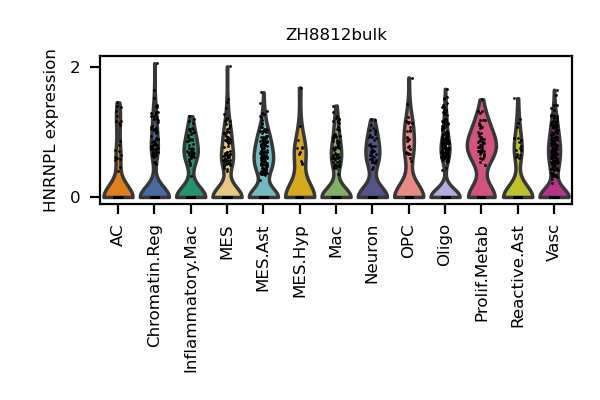 ZH8812bulk
HNRNPL expression
2
0
AC
Chromatin.Reg
Inflammatory.Mac
MES
MES.Ast
MES.Hyp
Mac
Neuron
OPC
Oligo
Prolif.Metab
Reactive.Ast
Vasc